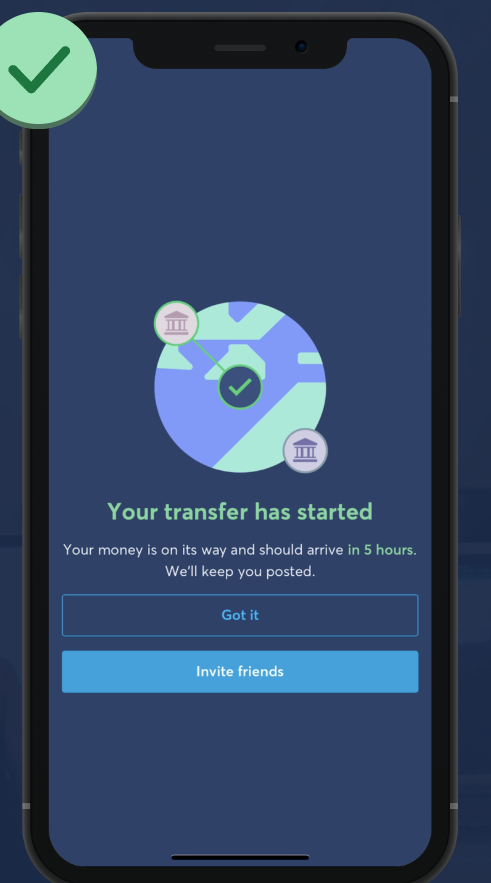 Your transfer has started
Your money is on its way and should arrive in 5 hours.
We'll keep you posted.
Got it
Invite friends